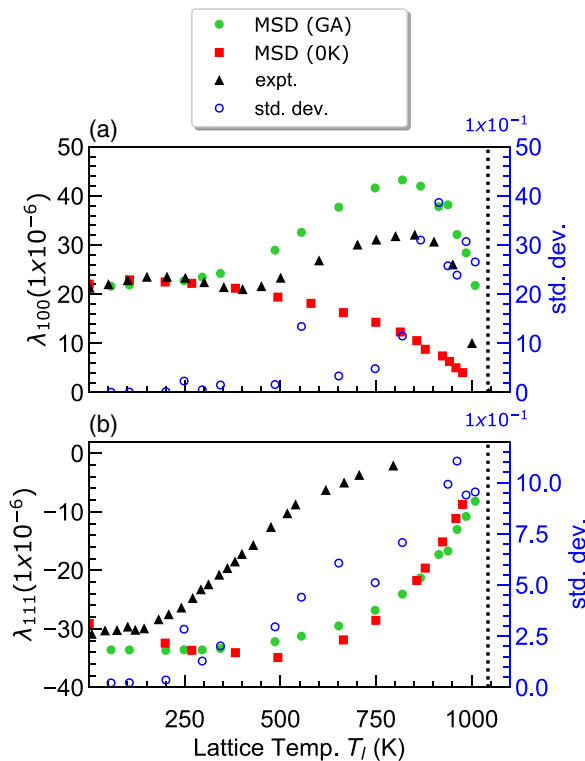 MSD (GA)
MSD (0K)
expt.
std. dev.
(a)
1x10⁻¹
50
40
30
20
10
0
λ₁₀₀(1x10⁻⁶)
50
40
30
20
10
0
std. dev.
(b)
1x10⁻¹
0
−10
−20
−30
−40
λ₁₁₁(1x10⁻⁶)
10.0
7.5
5.0
2.5
0.0
std. dev.
250 500 750 1000
Lattice Temp. Tₗ (K)